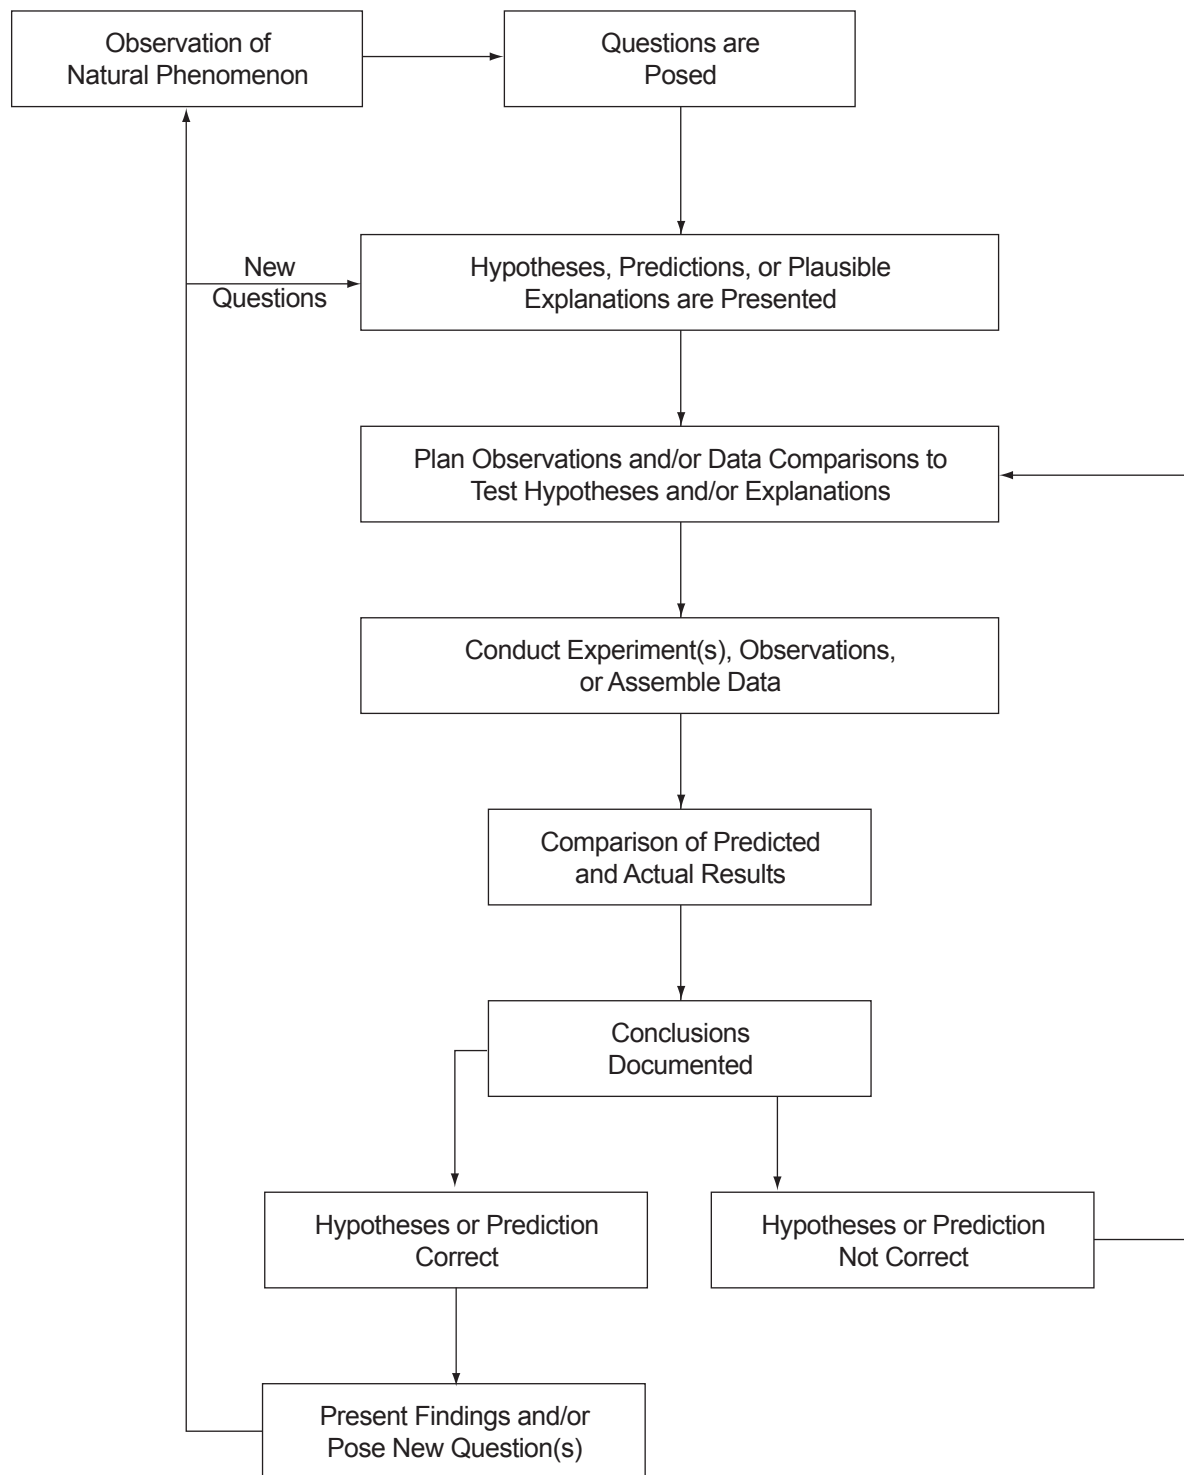 Observation of
Natural Phenomenon
Questions are
Posed
New
Questions
Hypotheses, Predictions, or Plausible
Explanations are Presented
Plan Observations and/or Data Comparisons to
Test Hypotheses and/or Explanations
Conduct Experiment(s), Observations,
or Assemble Data
Comparison of Predicted
and Actual Results
Conclusions
Documented
Hypotheses or Prediction
Correct
Hypotheses or Prediction
Not Correct
Present Findings and/or
Pose New Question(s)